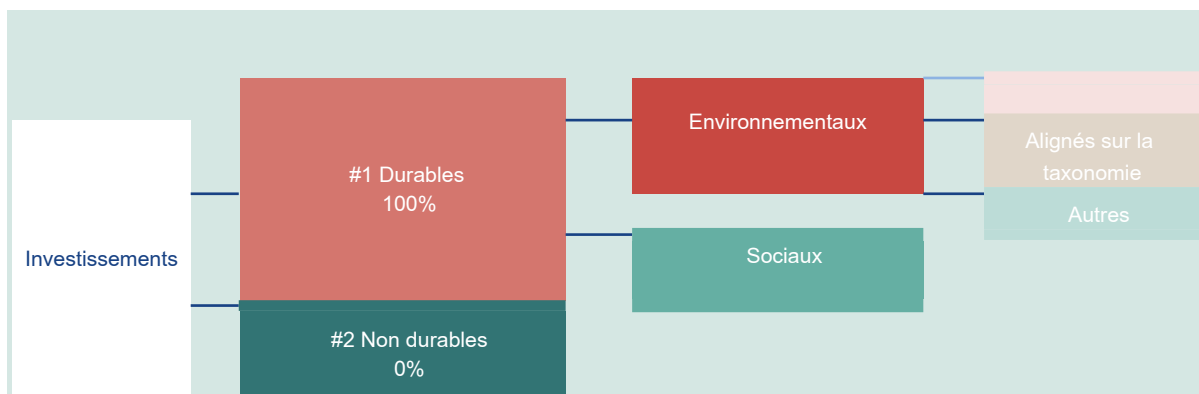 Investissements
#1 Durables
100%
#2 Non durables
0%
Environnementaux
Sociaux
Alignés sur la
taxonomie
Autres